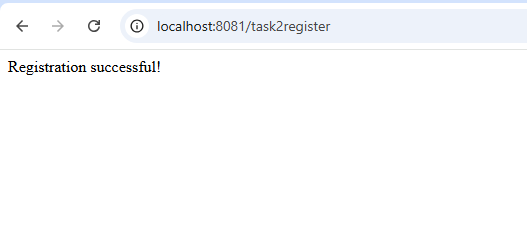 localhost:8081/task2register
Registration successful!